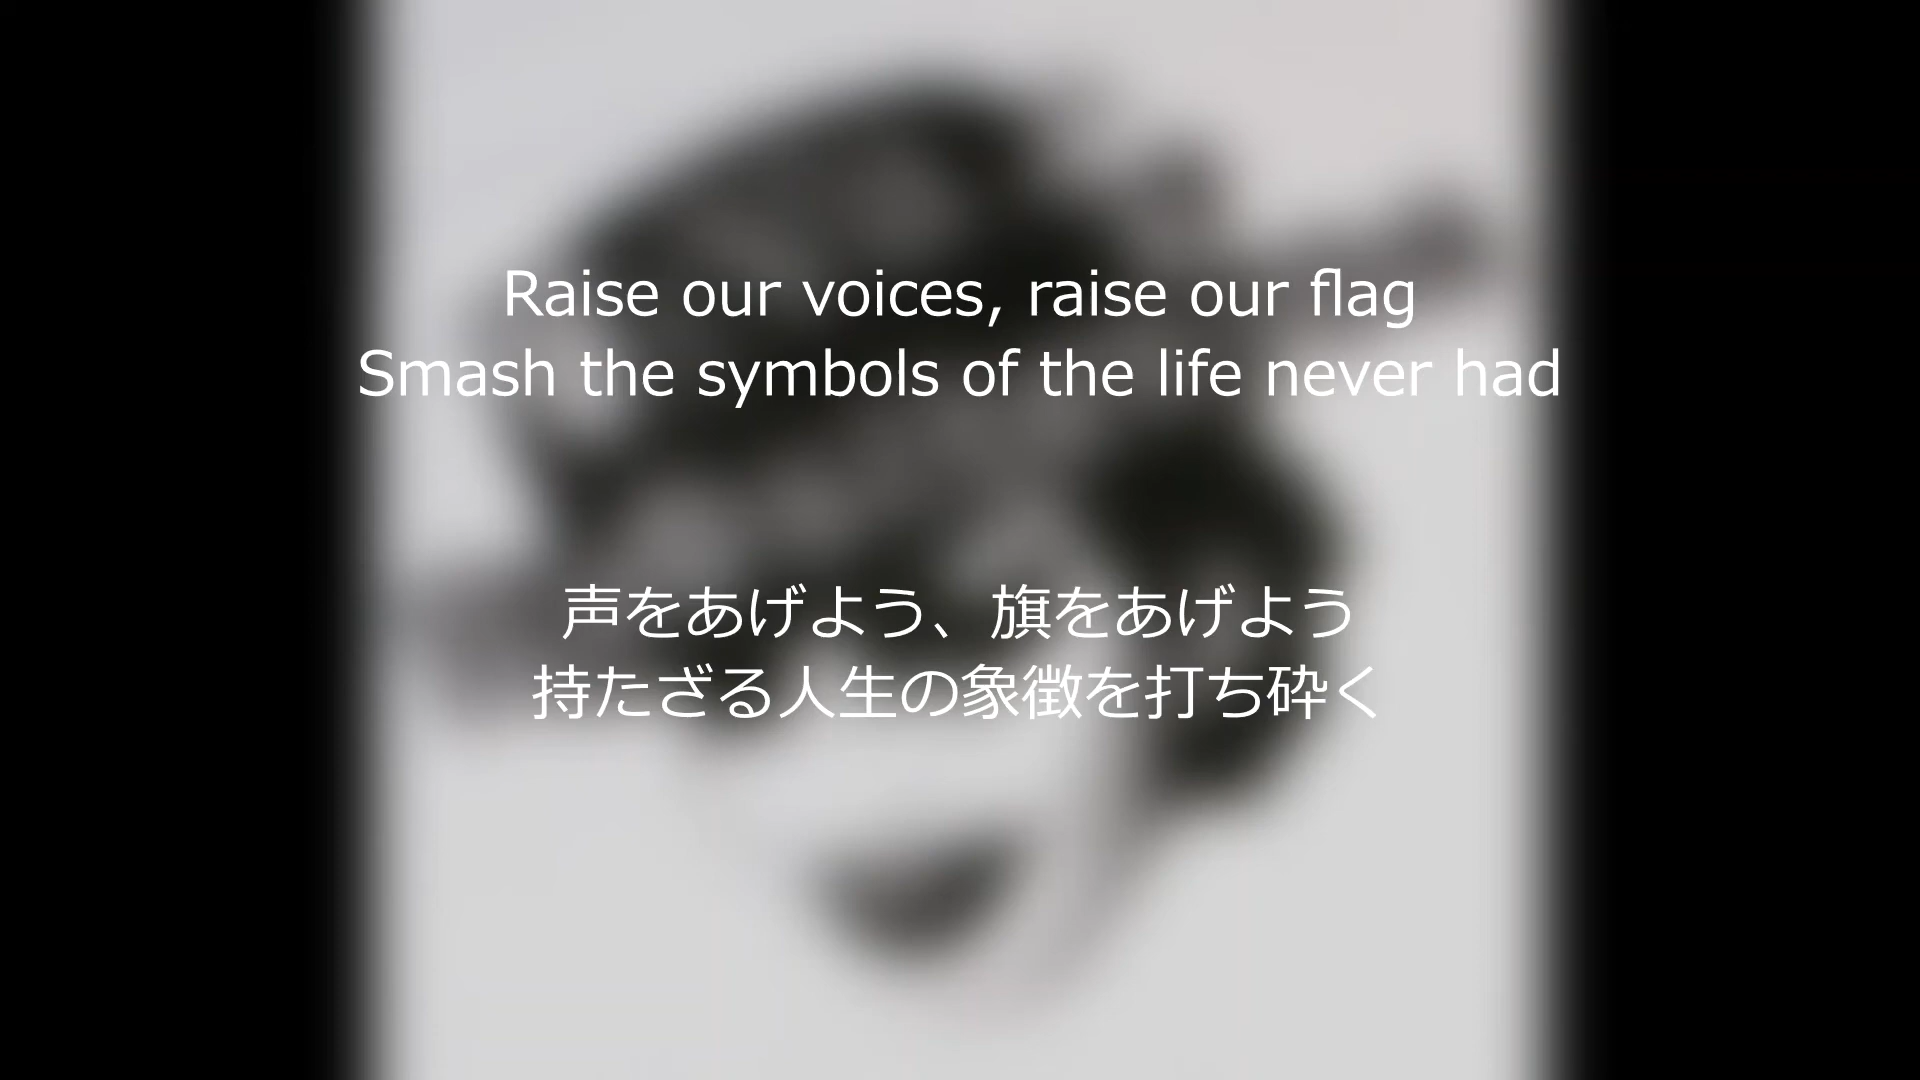 Raise our voices, raise our flag
Smash the symbols of the life never had
声をあげよう、旗をあげよう
持たざる人生の象徴を打ち砕く